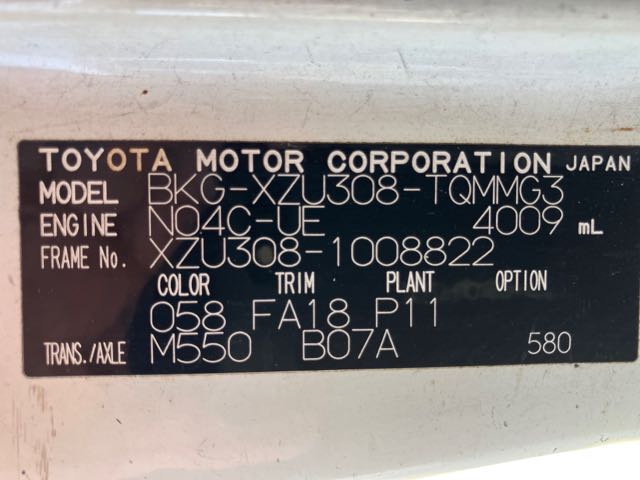 TOYOTA MOTOR CORPORATION JAPAN
MODEL BKG-XZU308-TQMMG3
ENGINE N04C-UE 4009 mL
FRAME No. XZU308-1008822
COLOR TRIM PLANT OPTION
058 FA18 P11
TRANS./AXLE M550 B07A 580